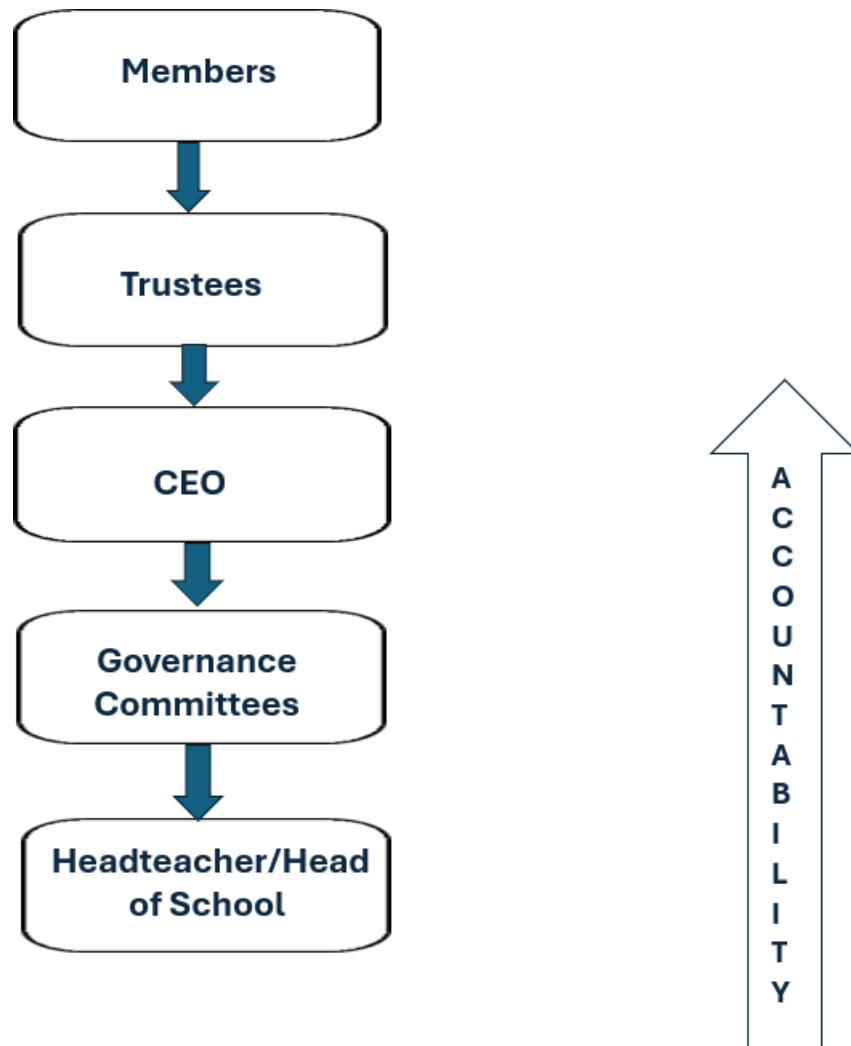 Members
Trustees
CEO
Governance
Committees
Headteacher/Head
of School
A
C
C
O
U
N
T
A
B
I
L
I
T
Y